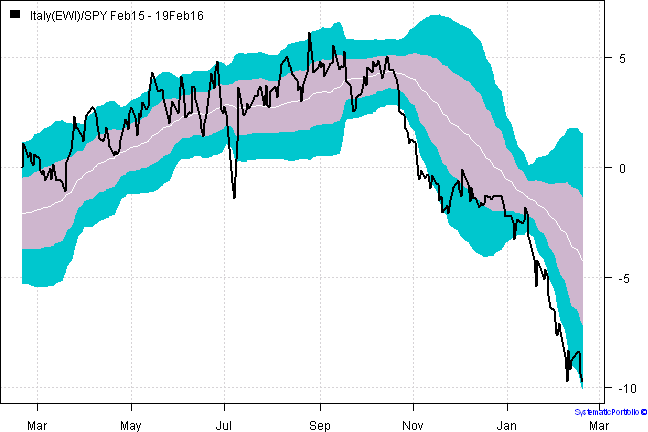 Italy(EWI)/SPY Feb15 - 19Feb16
5
0
-5
-10
Mar May Jul Sep Nov Jan Mar
SystematicPortfolio ©